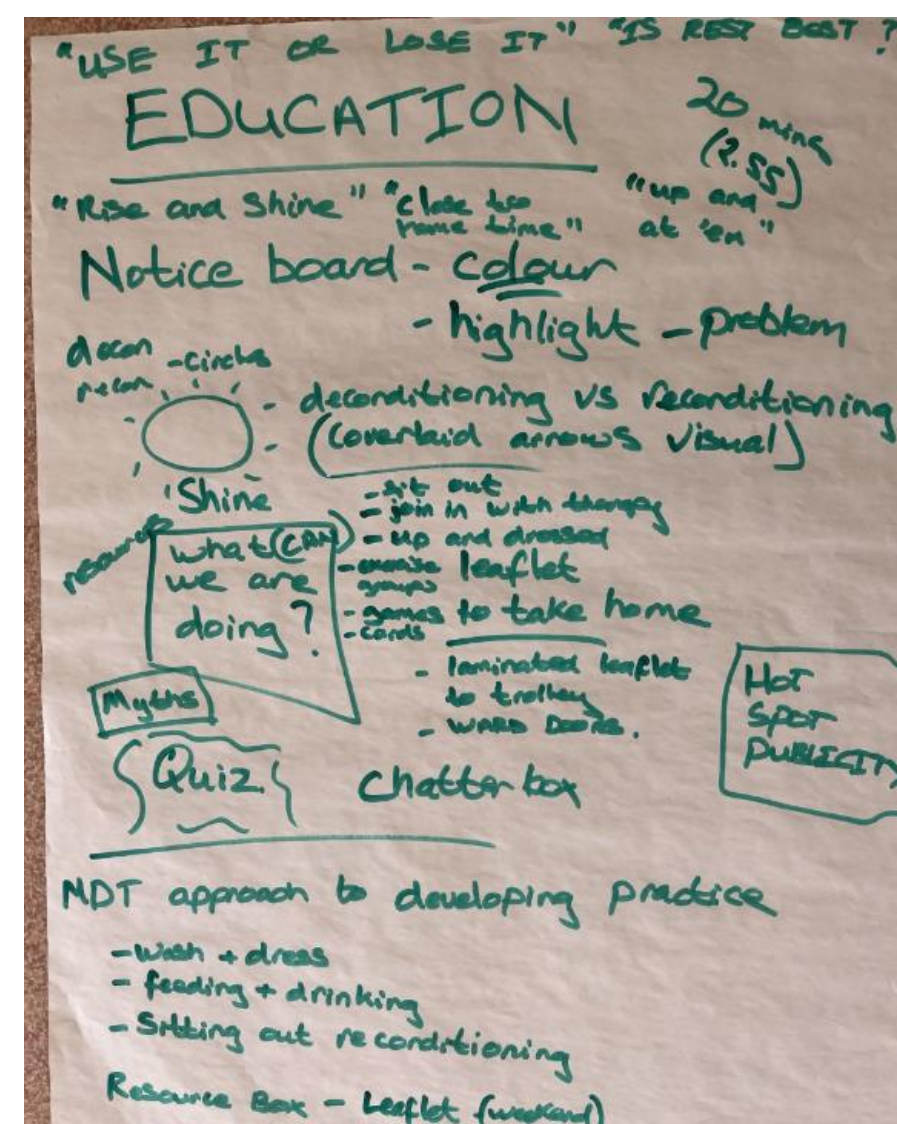 "USE IT OR LOSE IT" "IS REST BEST?
EDUCATION
20 mins
(2.55)
"Rise and Shine" "close to home time" "up and at 'em"
Notice board - colour
- highlight - problem
decon recon - circles
- deconditioning vs reconditioning
(overlaid arrows visual)
Shine
resources
what (CAN) we are doing?
- sit out
- join in with therapy
- up and dressed
- exercise groups
- games
- cards
leaflet
to take home
- laminated leaflet
to trolley
- WARD DOORS.
Myths
HOT
SPOT
PUBLICITY
Quiz.
Chatter box
MDT approach to developing practice
- wash + dress
- feeding + drinking
- Sitting out reconditioning
Resource Box - Leaflet (weekend)